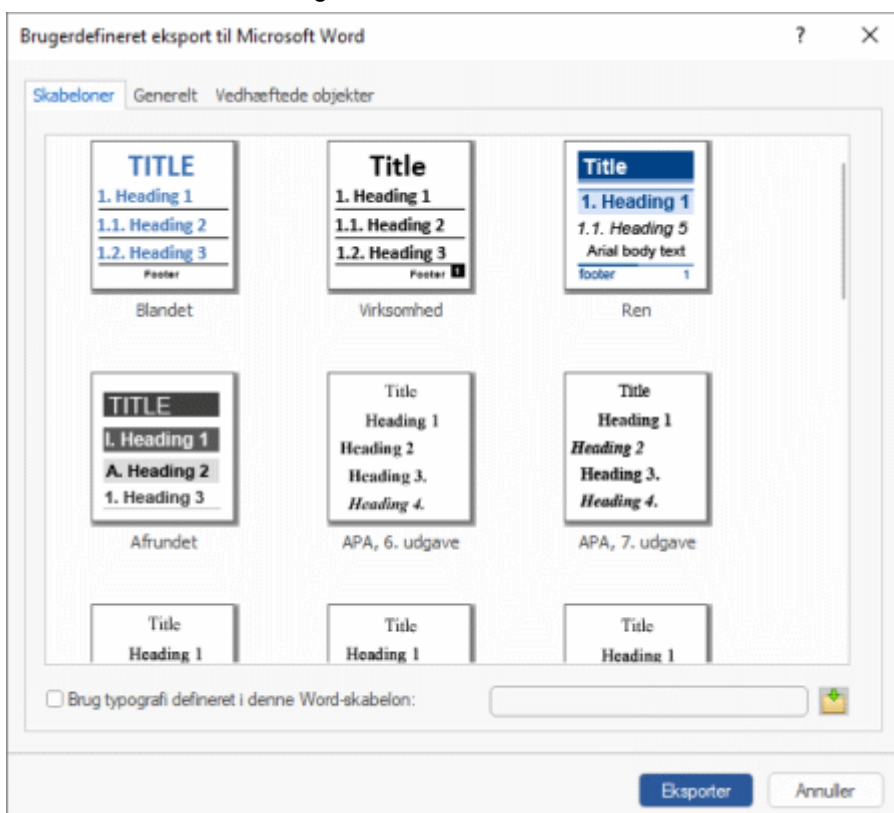 Brugerdefineret eksport til Microsoft Word
?
Skabeloner Generelt Vedhæftede objekter
TITLE
1. Heading 1
1.1. Heading 2
1.2. Heading 3
Footer
Blandet
Title
1. Heading 1
1.1. Heading 2
1.2. Heading 3
Footer 1
Virksomhed
Title
1. Heading 1
1.1. Heading 5
Arial body text
footer 1
Ren
TITLE
I. Heading 1
A. Heading 2
1. Heading 3
Afrundet
Title
Heading 1
Heading 2
Heading 3.
Heading 4.
APA, 6. udgave
Title
Heading 1
Heading 2
Heading 3.
Heading 4.
APA, 7. udgave
Title
Heading 1
Title
Heading 1
Title
Heading 1
Brug typografi defineret i denne Word-skabelon:
Eksporter Annuller